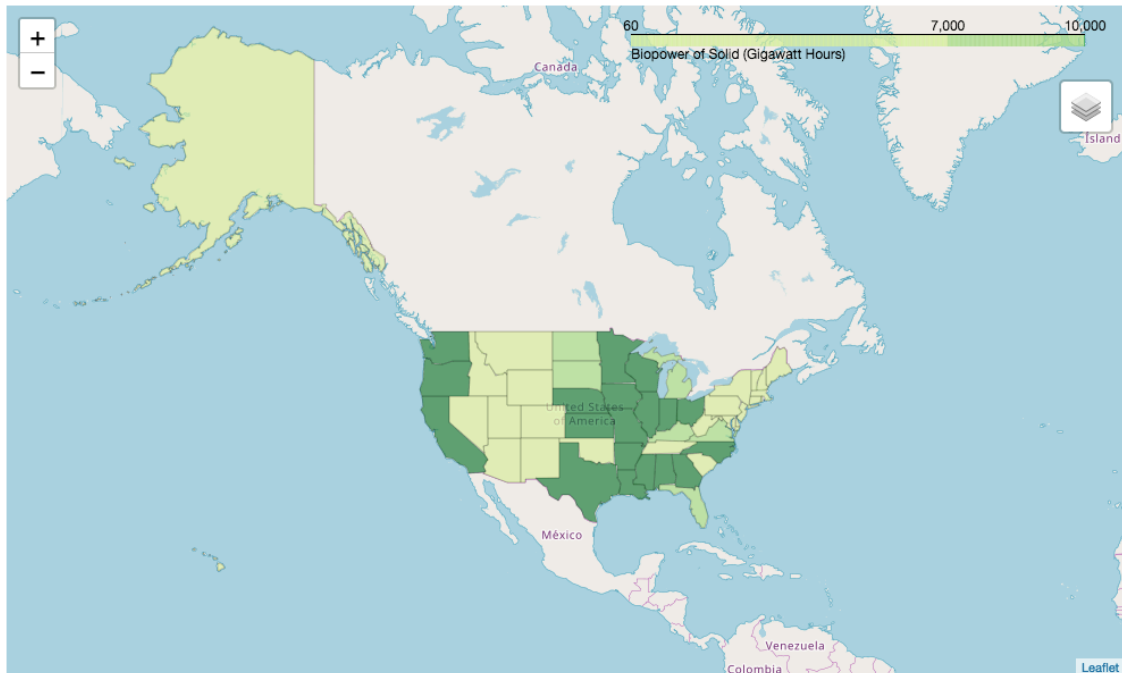 +
−
60 7,000 10,000
Biopower of Solid (Gigawatt Hours)
Canada
Ísland
United States
of America
México
Venezuela
Colombia
Leaflet